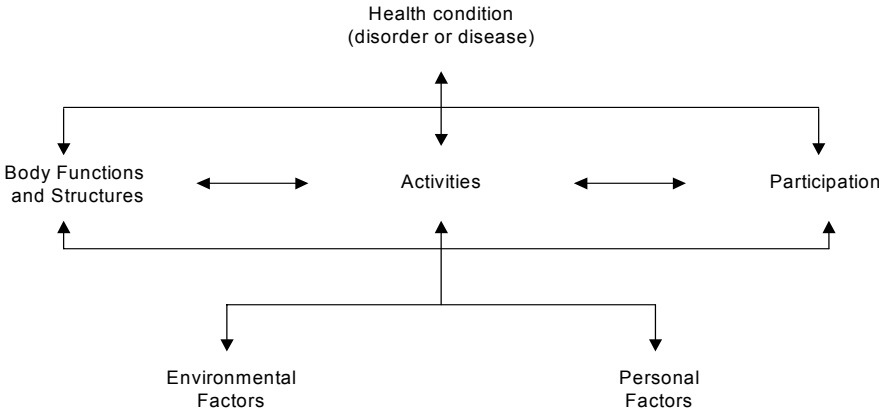 Health condition
(disorder or disease)
Body Functions
and Structures
Activities
Participation
Environmental
Factors
Personal
Factors